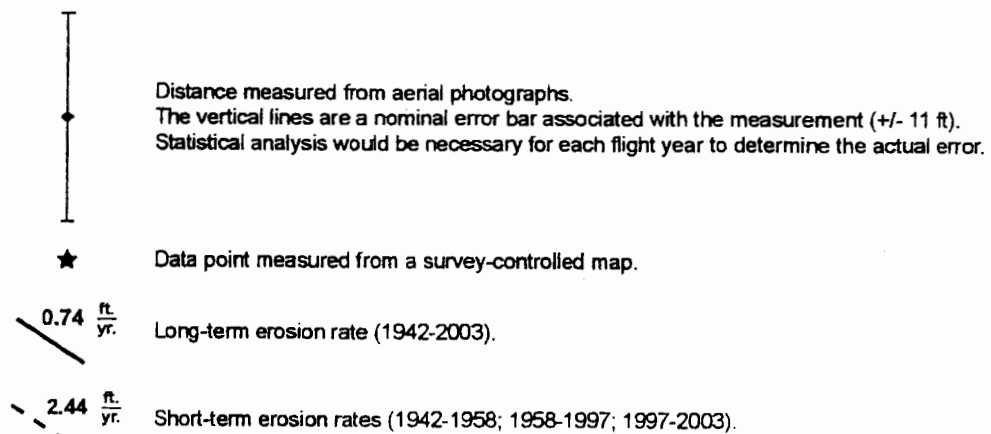 Distance measured from aerial photographs.
The vertical lines are a nominal error bar associated with the measurement (+/- 11 ft).
Statistical analysis would be necessary for each flight year to determine the actual error.
Data point measured from a survey-controlled map.
0.74 ft. yr. Long-term erosion rate (1942-2003).
2.44 ft. yr. Short-term erosion rates (1942-1958; 1958-1997; 1997-2003).